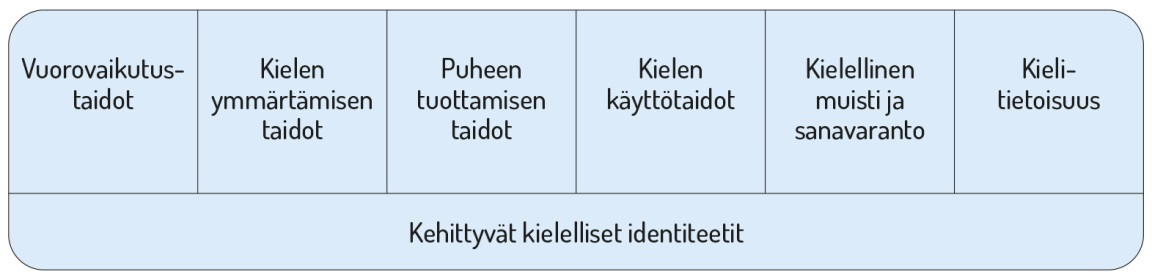 Vuorovaikutus-
taidot
Kielen
ymmärtämisen
taidot
Puheen
tuottamisen
taidot
Kielen
käyttötaidot
Kielellinen
muisti ja
sanavaranto
Kieli-
tietoisuus
Kehittyvät kielelliset identiteetit